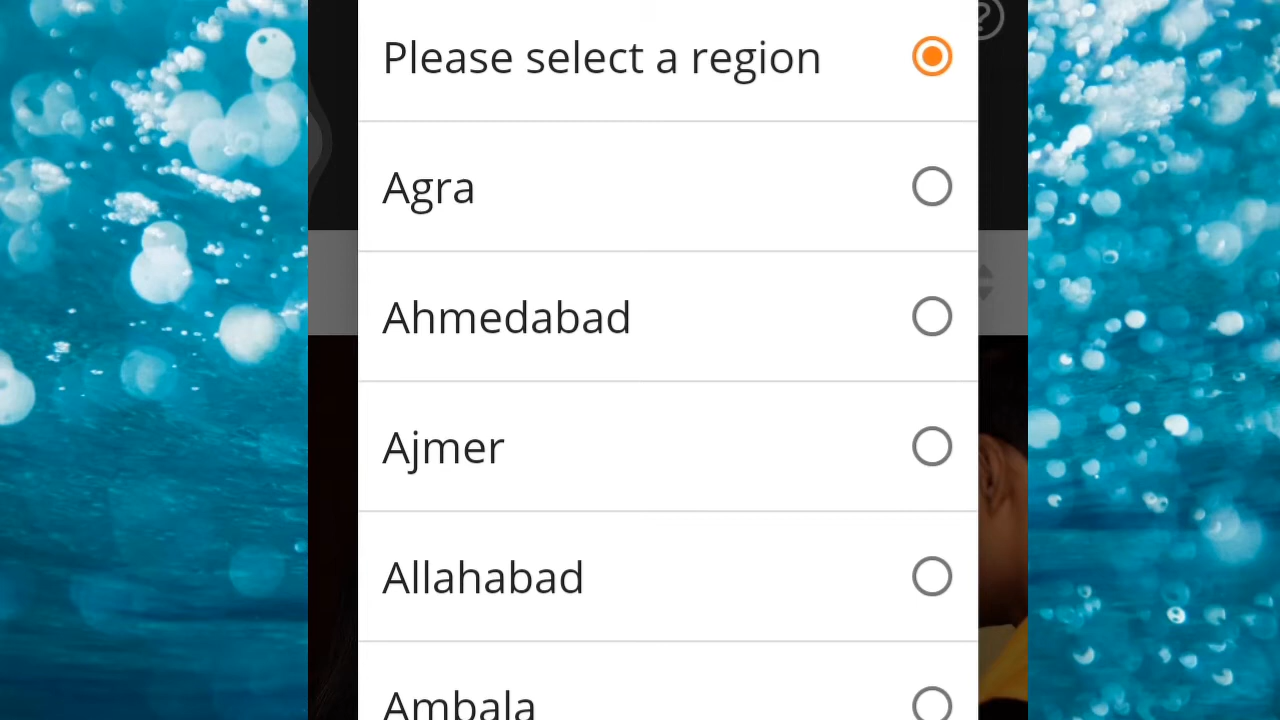 Please select a region
Agra
Ahmedabad
Ajmer
Allahabad
Ambala